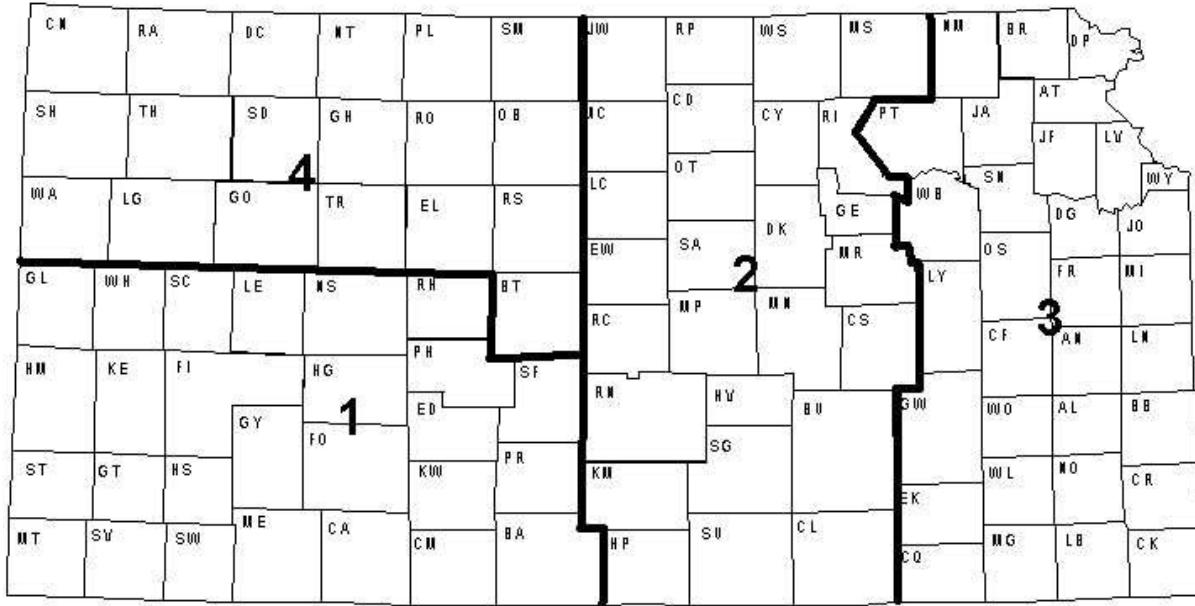 CN RA DC NT PL SM JW RP WS MS NM BR DP
SH TH SD GH RO OB MC CD CY RI PT JA AT
4
WA LG GO TR EL RS LC OT GE WB SN JF LV WY
DK DG JO
GL WH SC LE NS RH BT EW SA 2 MR LY OS FR MI
RC MP MN CS 3
HM KE FI HG PH SF CF AN LN
1
GY FO ED RN HV BU GW WO AL BB
ST GT HS KW PR KM SG WL NO CR
EK
MT SV SW ME CA CM BA HP SU CL CQ MG LB CK